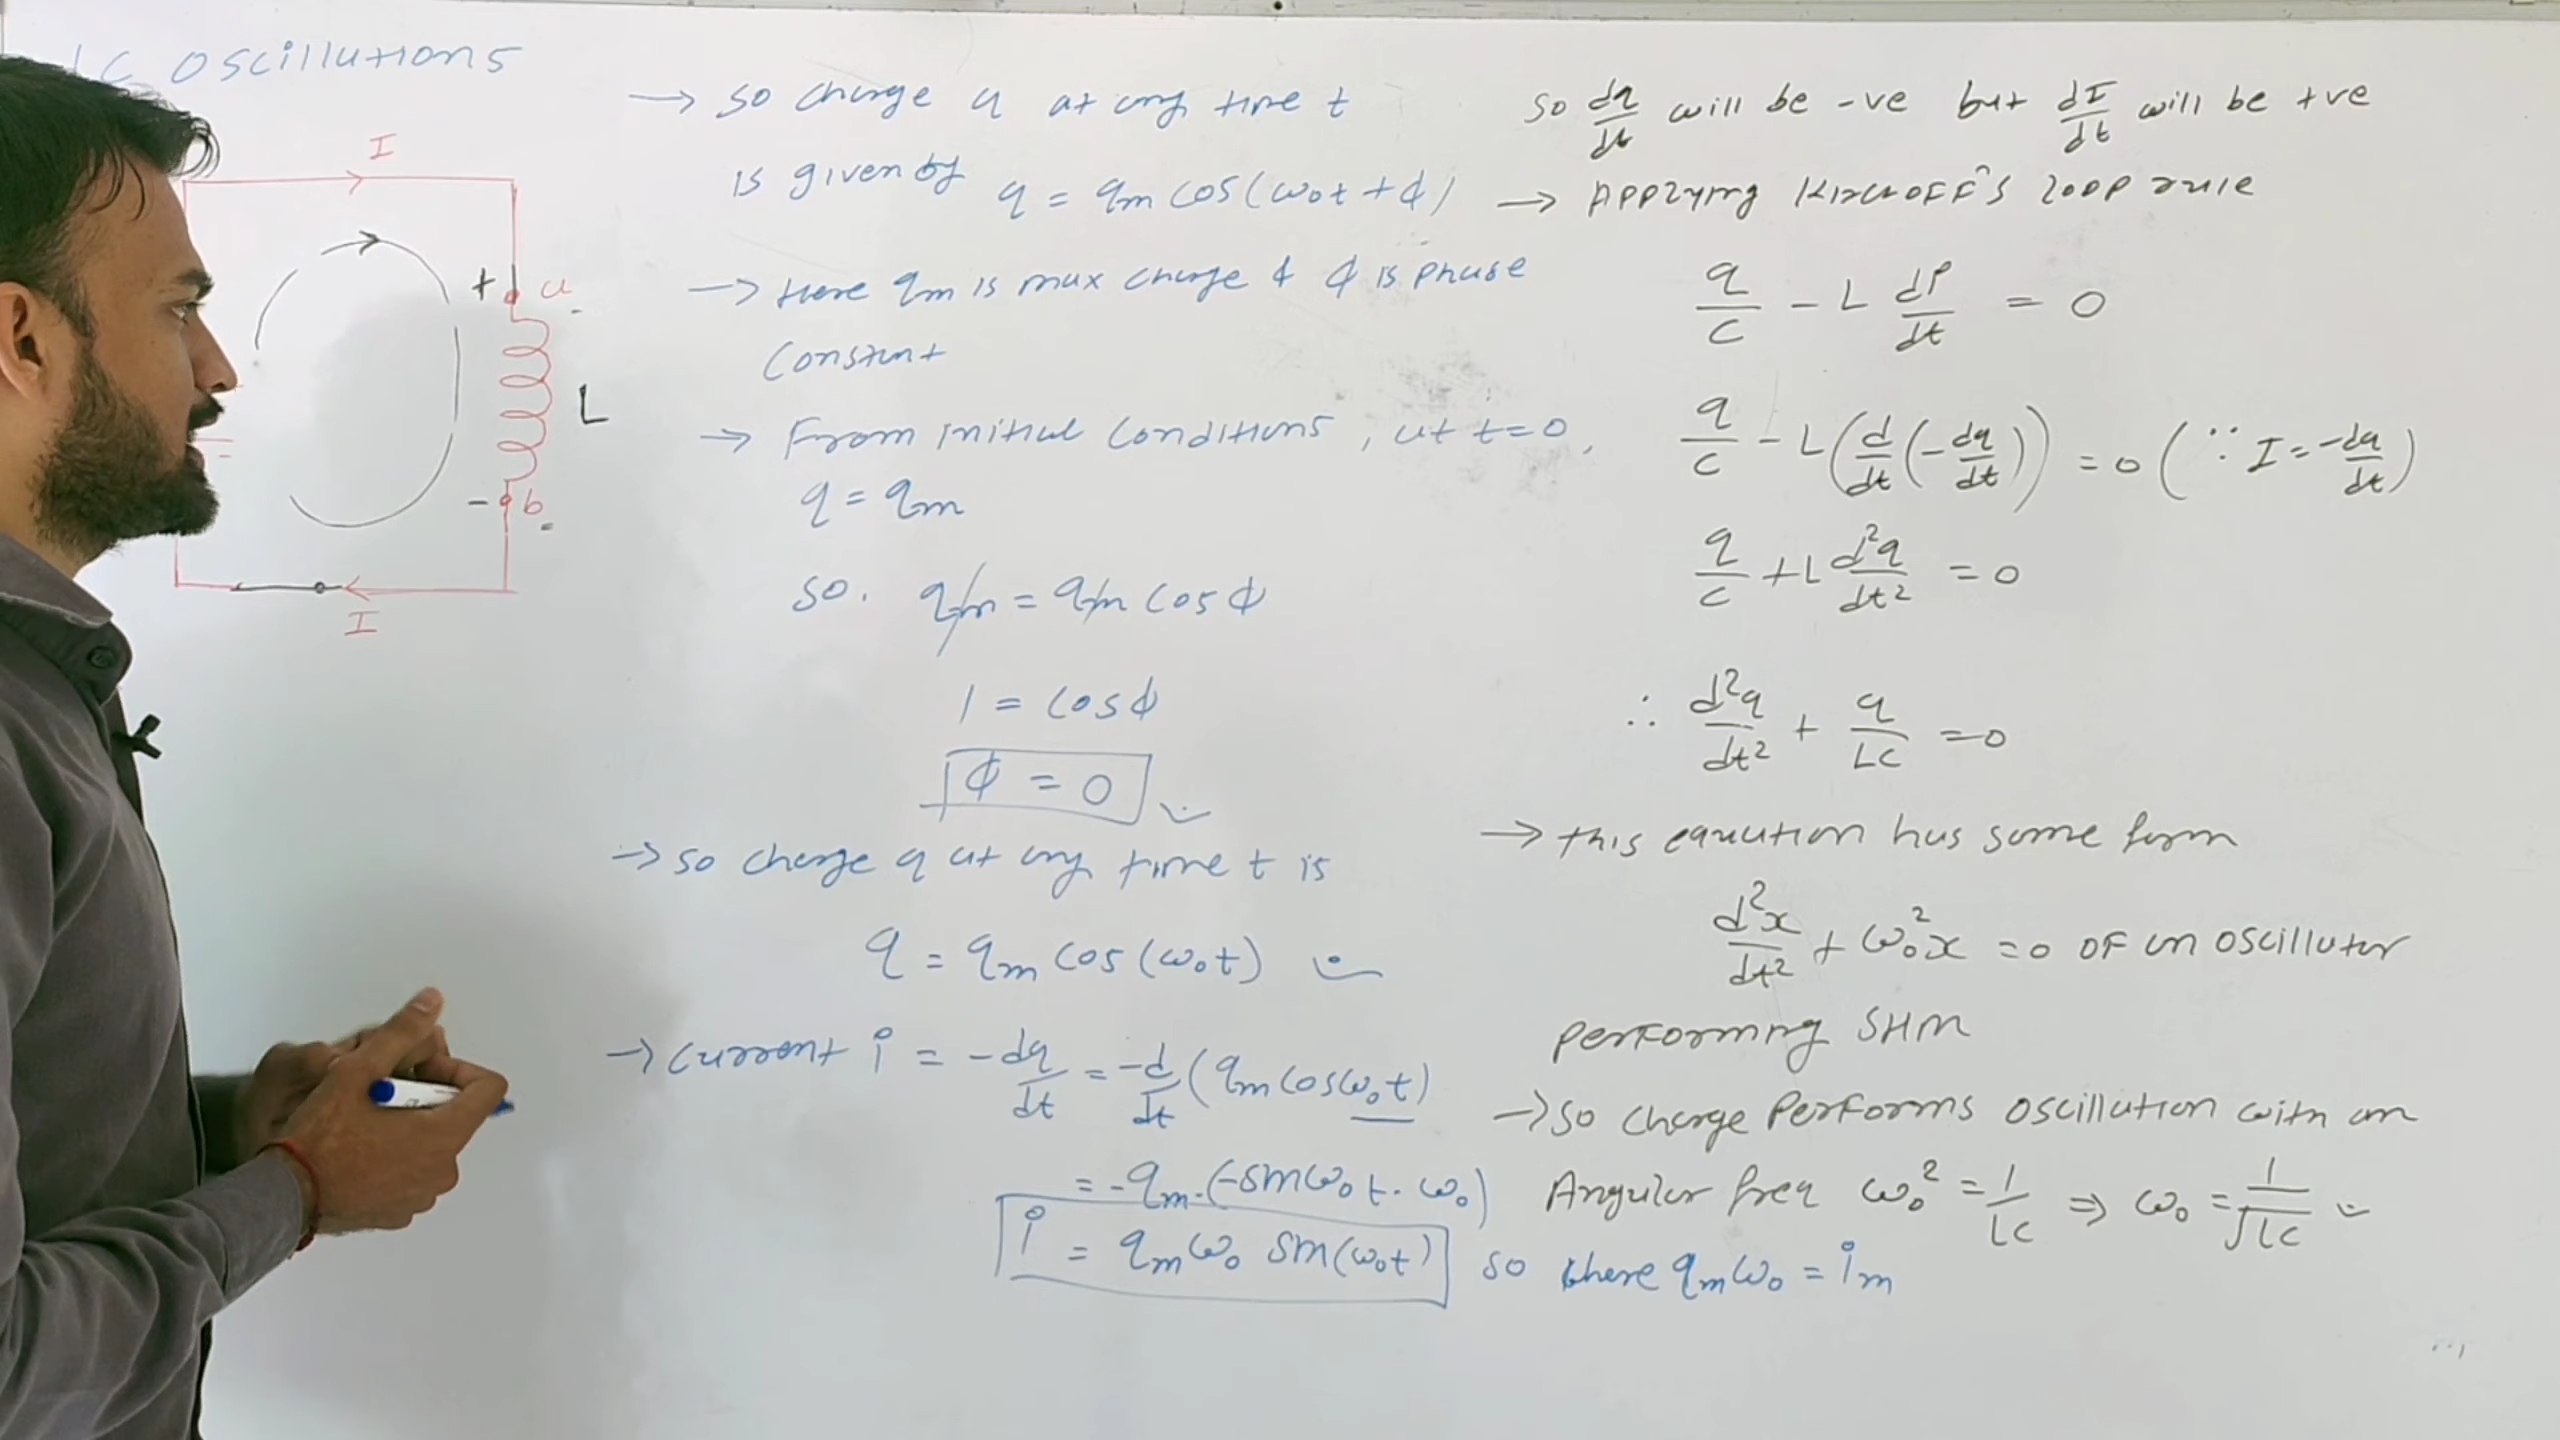 LC Oscillations
I
+
a
L
-
b
I
→ So charge q at any time t
is given by q = qm cos(ω₀t + ϕ)
→ Here qm is max charge & ϕ is phase
constant
→ From initial conditions, at t=0,
q = qm
so. qm = qm cos ϕ
1 = cos ϕ
ϕ = 0
→ so charge q at any time t is
q = qm cos(ω₀t)
→ current i = -dq/dt = -d/dt (qm cos ω₀t)
= -qm.(-sin ω₀t. ω₀)
i = qm ω₀ sin(ω₀t) so there qm ω₀ = im
So dq/dt will be -ve but dI/dt will be +ve
→ Applying Kirchoff's loop rule
q/C - L di/dt = 0
q/C - L(d/dt(-dq/dt)) = 0 (∵ I = -dq/dt)
q/C + L d²q/dt² = 0
∴ d²q/dt² + q/LC = 0
→ this equation has same form
d²x/dt² + ω₀²x = 0 of an oscillator
performing SHM
→ So charge performs oscillation with an
Angular freq ω₀² = 1/LC ⇒ ω₀ = 1/√LC